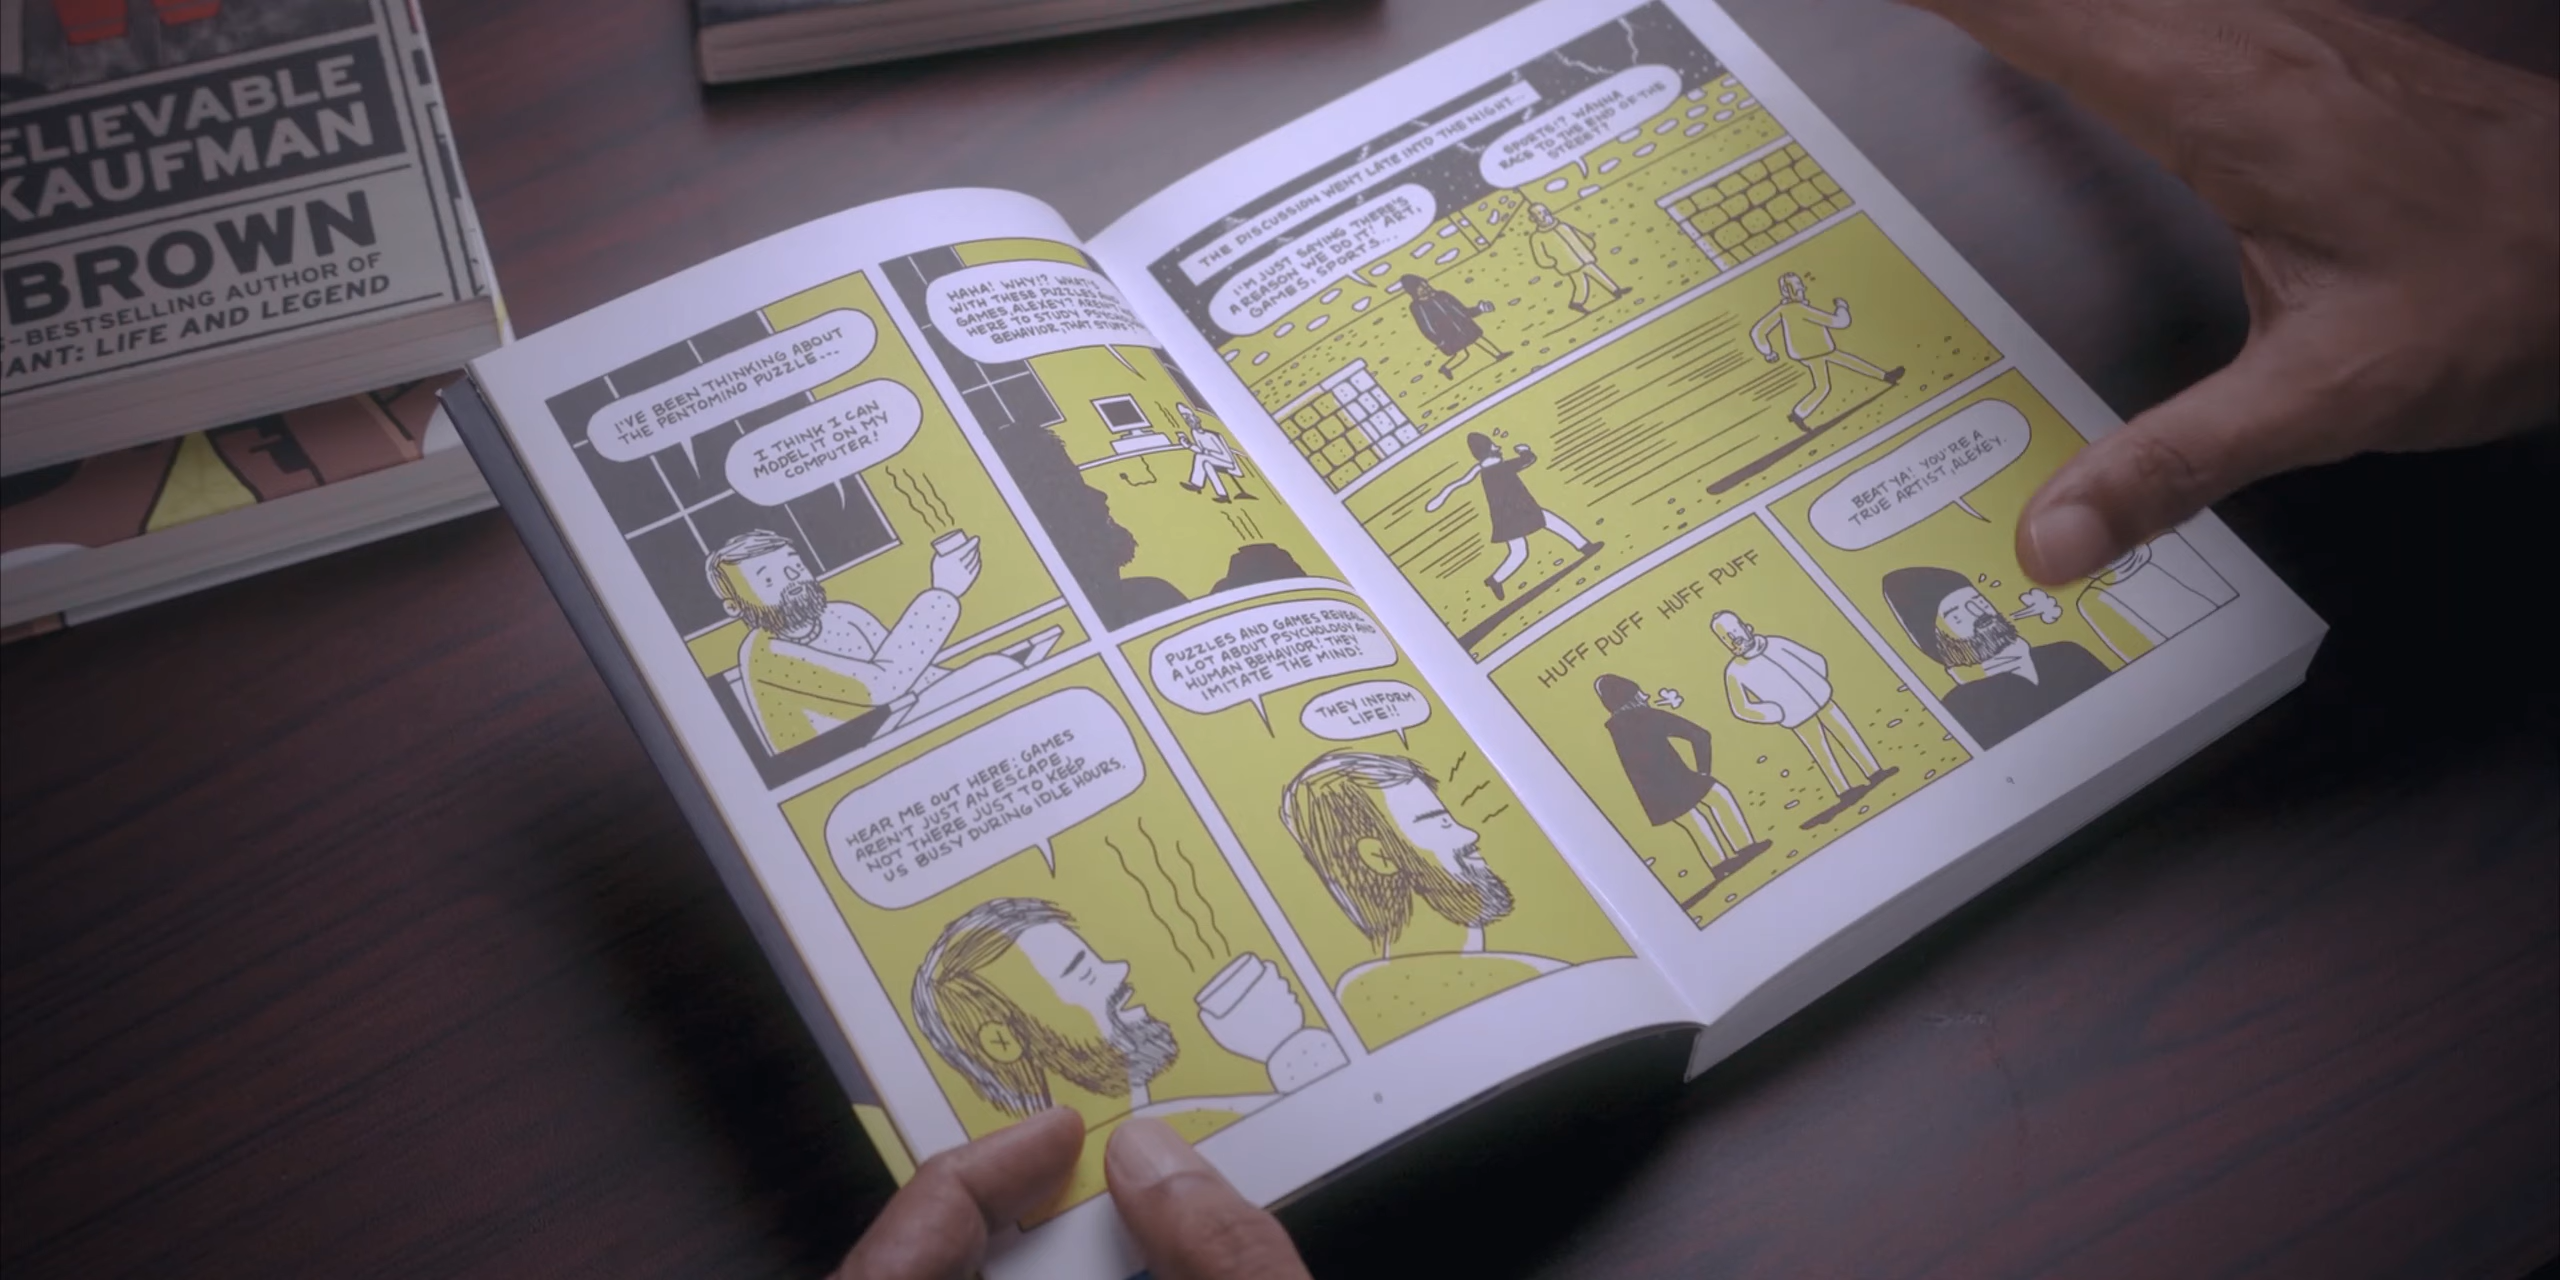 ELIEVABLE
KAUFMAN
BROWN
S-BESTSELLING AUTHOR OF
ANT: LIFE AND LEGEND
I'VE BEEN THINKING ABOUT
THE PENTOMINO PUZZLE...
I THINK I CAN
MODEL IT ON MY
COMPUTER!
HAHA! WHY!? WHAT'S
WITH THESE PUZZLES AND
GAMES, ALEXEY?
HERE TO STUDY
BEHAVIOR, THAT
HEAR ME OUT HERE: GAMES
AREN'T JUST AN ESCAPE,
NOT THERE JUST TO KEEP
US BUSY DURING IDLE HOURS.
PUZZLES AND GAMES REVEAL
A LOT ABOUT PSYCHOLOGY AND
HUMAN BEHAVIOR! THEY
IMITATE THE MIND!
THEY INFORM
LIFE!!
8
THE DISCUSSION WENT LATE INTO THE NIGHT...
I'M JUST SAYING THERE'S
A REASON WE DO IT! ART,
GAMES, SPORTS...
SPORTS!? WANNA
RACE TO THE END OF THE
STREET?
HUFF PUFF HUFF PUFF
BEAT YA! YOU'RE A
TRUE ARTIST, ALEXEY.
9